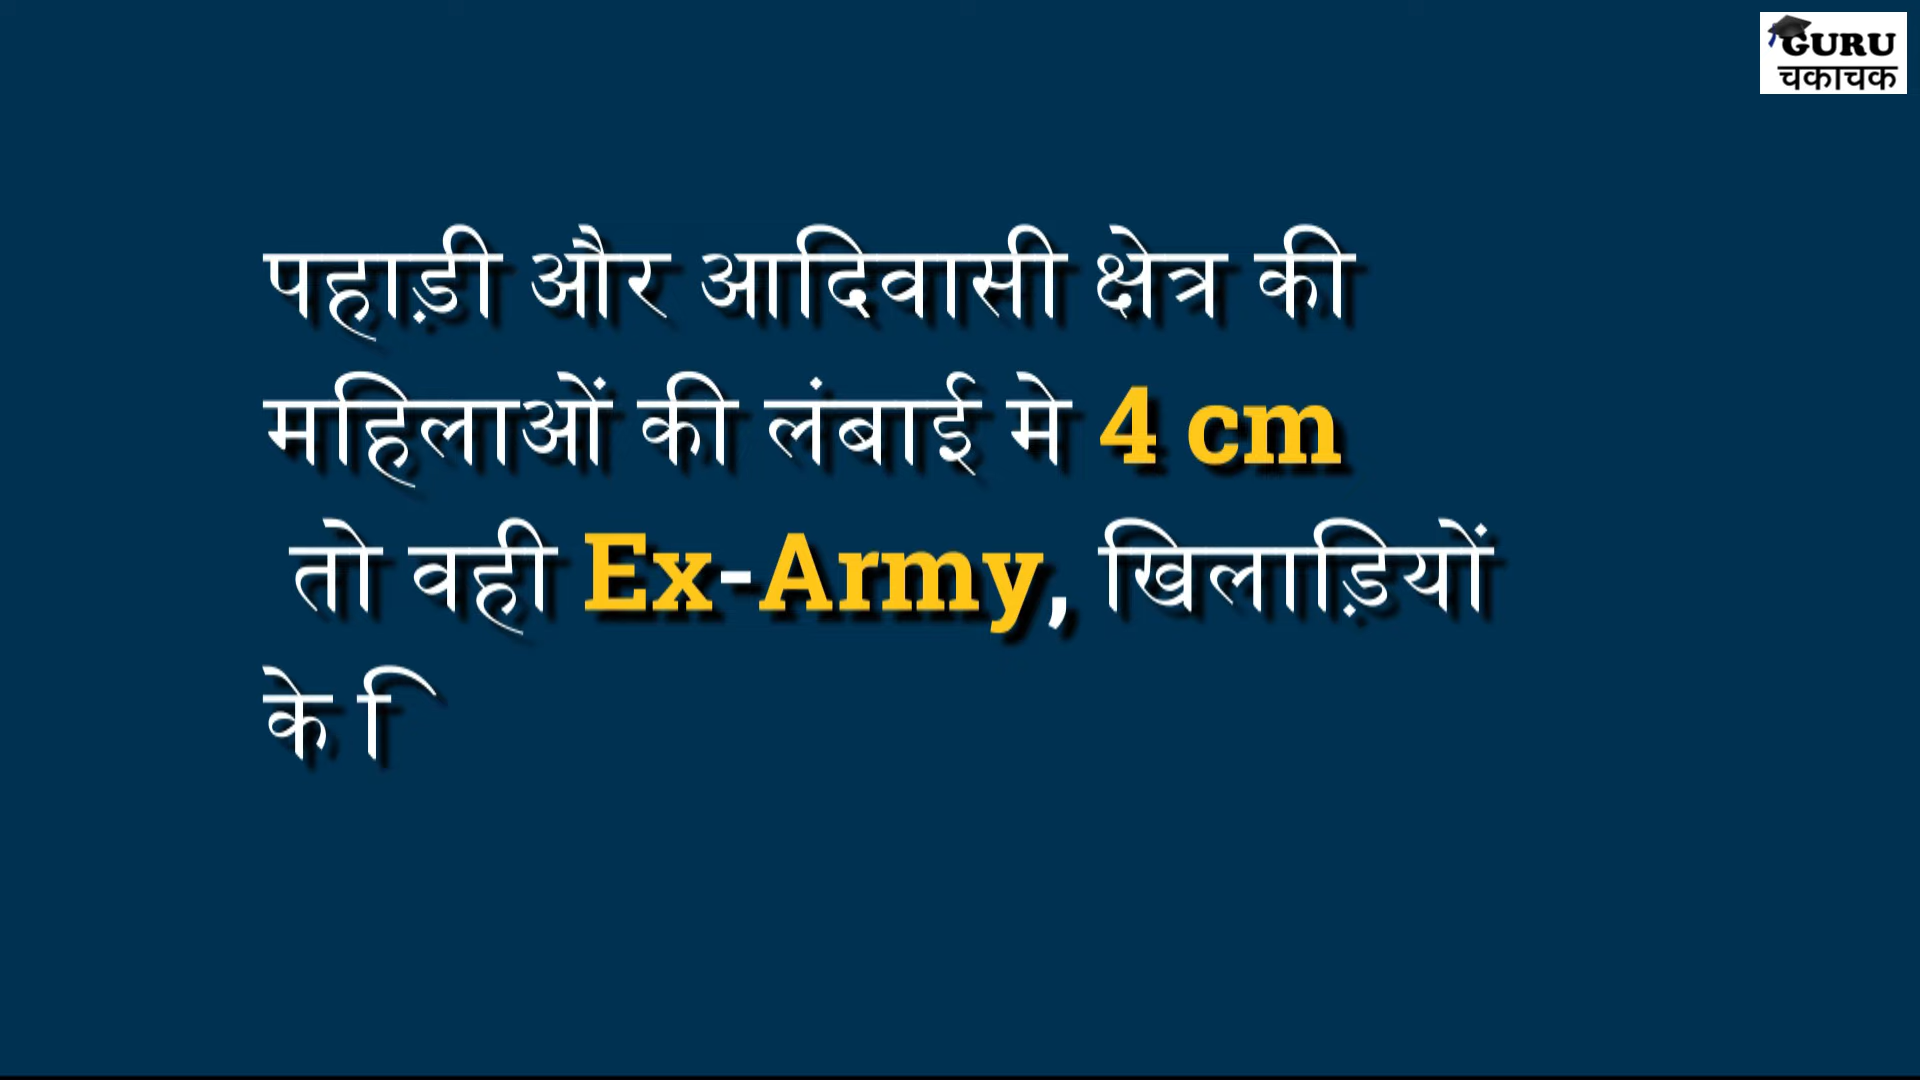 GURU
चकाचक
पहाड़ी और आदिवासी क्षेत्र की
महिलाओं की लंबाई मे 4 cm
तो वही Ex-Army, खिलाड़ियों
के ि